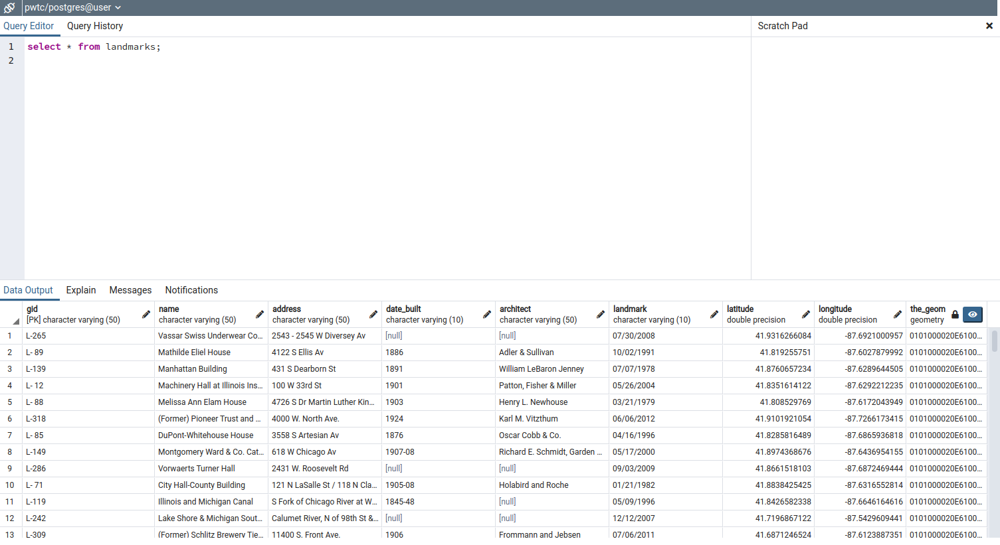 pwtc/postgres@user
Query Editor Query History Scratch Pad
1 select * from landmarks;
2
Data Output Explain Messages Notifications
gid name address date_built architect landmark latitude longitude the_geom
[PK] character varying (50) character varying (50) character varying (50) character varying (10) character varying (50) character varying (10) double precision double precision geometry
1 L-265 Vassar Swiss Underwear Co... 2543 - 2545 W Diversey Av [null] [null] 07/30/2008 41.9316266084 -87.6921000957 0101000020E6100...
2 L- 89 Mathilde Eliel House 4122 S Ellis Av 1886 Adler & Sullivan 10/02/1991 41.819255751 -87.6027879992 0101000020E6100...
3 L-139 Manhattan Building 431 S Dearborn St 1891 William LeBaron Jenney 07/07/1978 41.8760657234 -87.6289644505 0101000020E6100...
4 L- 12 Machinery Hall at Illinois Ins... 100 W 33rd St 1901 Patton, Fisher & Miller 05/26/2004 41.8351614122 -87.6292212235 0101000020E6100...
5 L- 88 Melissa Ann Elam House 4726 S Dr Martin Luther Kin... 1903 Henry L. Newhouse 03/21/1979 41.808529769 -87.6172043949 0101000020E6100...
6 L-318 (Former) Pioneer Trust and ... 4000 W. North Ave. 1924 Karl M. Vitzthum 06/06/2012 41.9101921054 -87.7266173415 0101000020E6100...
7 L- 85 DuPont-Whitehouse House 3558 S Artesian Av 1876 Oscar Cobb & Co. 04/16/1996 41.8285816489 -87.6865936818 0101000020E6100...
8 L-149 Montgomery Ward & Co. Cat... 618 W Chicago Av 1907-08 Richard E. Schmidt, Garden ... 05/17/2000 41.8974368676 -87.6436954155 0101000020E6100...
9 L-286 Vorwaerts Turner Hall 2431 W. Roosevelt Rd [null] [null] 09/03/2009 41.8661518103 -87.6872469444 0101000020E6100...
10 L- 71 City Hall-County Building 121 N LaSalle St / 118 N Cla... 1905-08 Holabird and Roche 01/21/1982 41.8838425425 -87.6316552814 0101000020E6100...
11 L-119 Illinois and Michigan Canal S Fork of Chicago River at W... 1845-48 [null] 05/09/1996 41.8426582338 -87.6646164616 0101000020E6100...
12 L-242 Lake Shore & Michigan Sout... Calumet River, N of 98th St &... [null] [null] 12/12/2007 41.7196867122 -87.5429609441 0101000020E6100...
13 L-309 (Former) Schlitz Brewery Tie... 11400 S. Front Ave. 1906 Frommann and Jebsen 07/06/2011 41.6871246524 -87.6123887351 0101000020E6100...